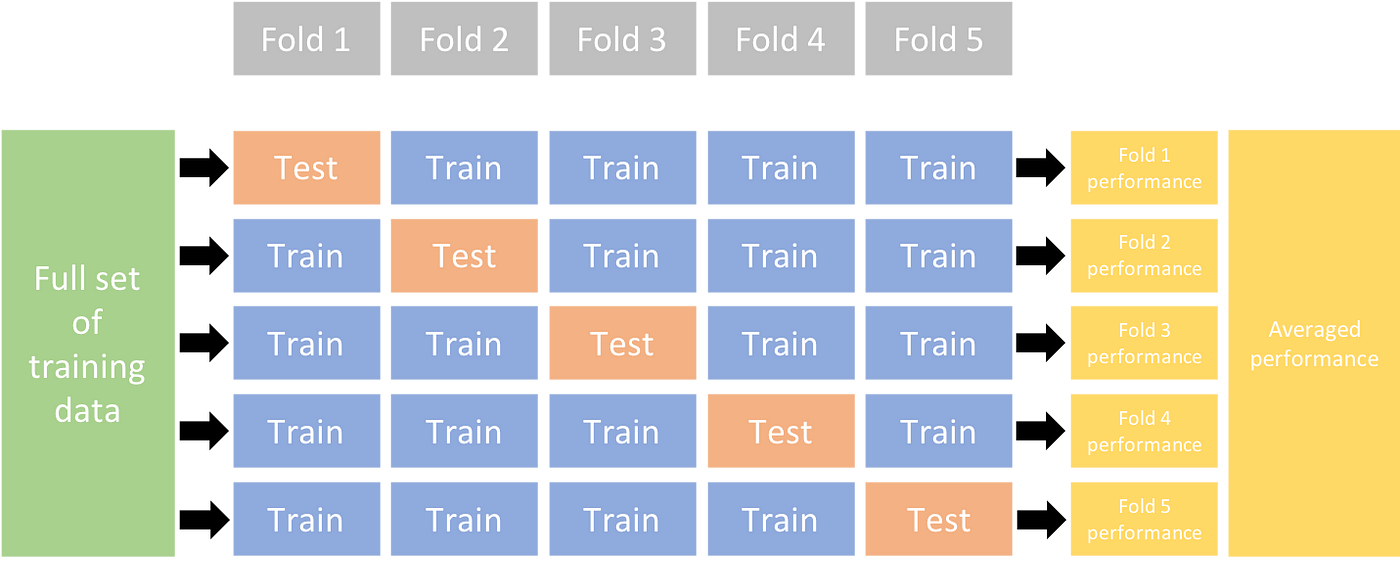 Fold 1 Fold 2 Fold 3 Fold 4 Fold 5
Full set
of
training
data
Test Train Train Train Train
Train Test Train Train Train
Train Train Test Train Train
Train Train Train Test Train
Train Train Train Train Test
Fold 1
performance
Fold 2
performance
Fold 3
performance
Fold 4
performance
Fold 5
performance
Averaged
performance